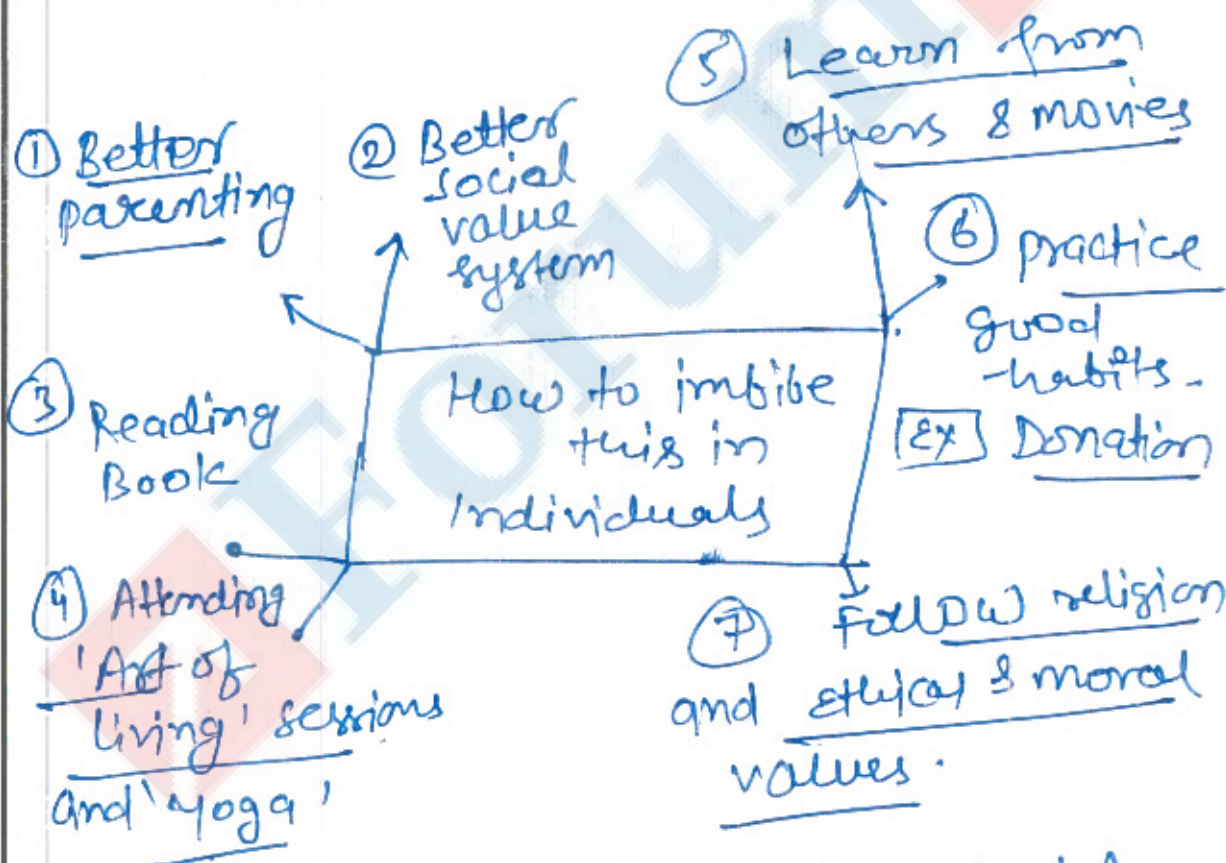 ① Better
parenting
② Better
social
value
system
③ Reading
Book
④ Attending
'Art of
living' sessions
and 'yoga'
⑤ Learn from
others & movies
⑥ practice
good
habits.
Ex Donation
⑦ Follow religion
and ethical & moral
values.
How to imbibe
this in
Individuals
Forum